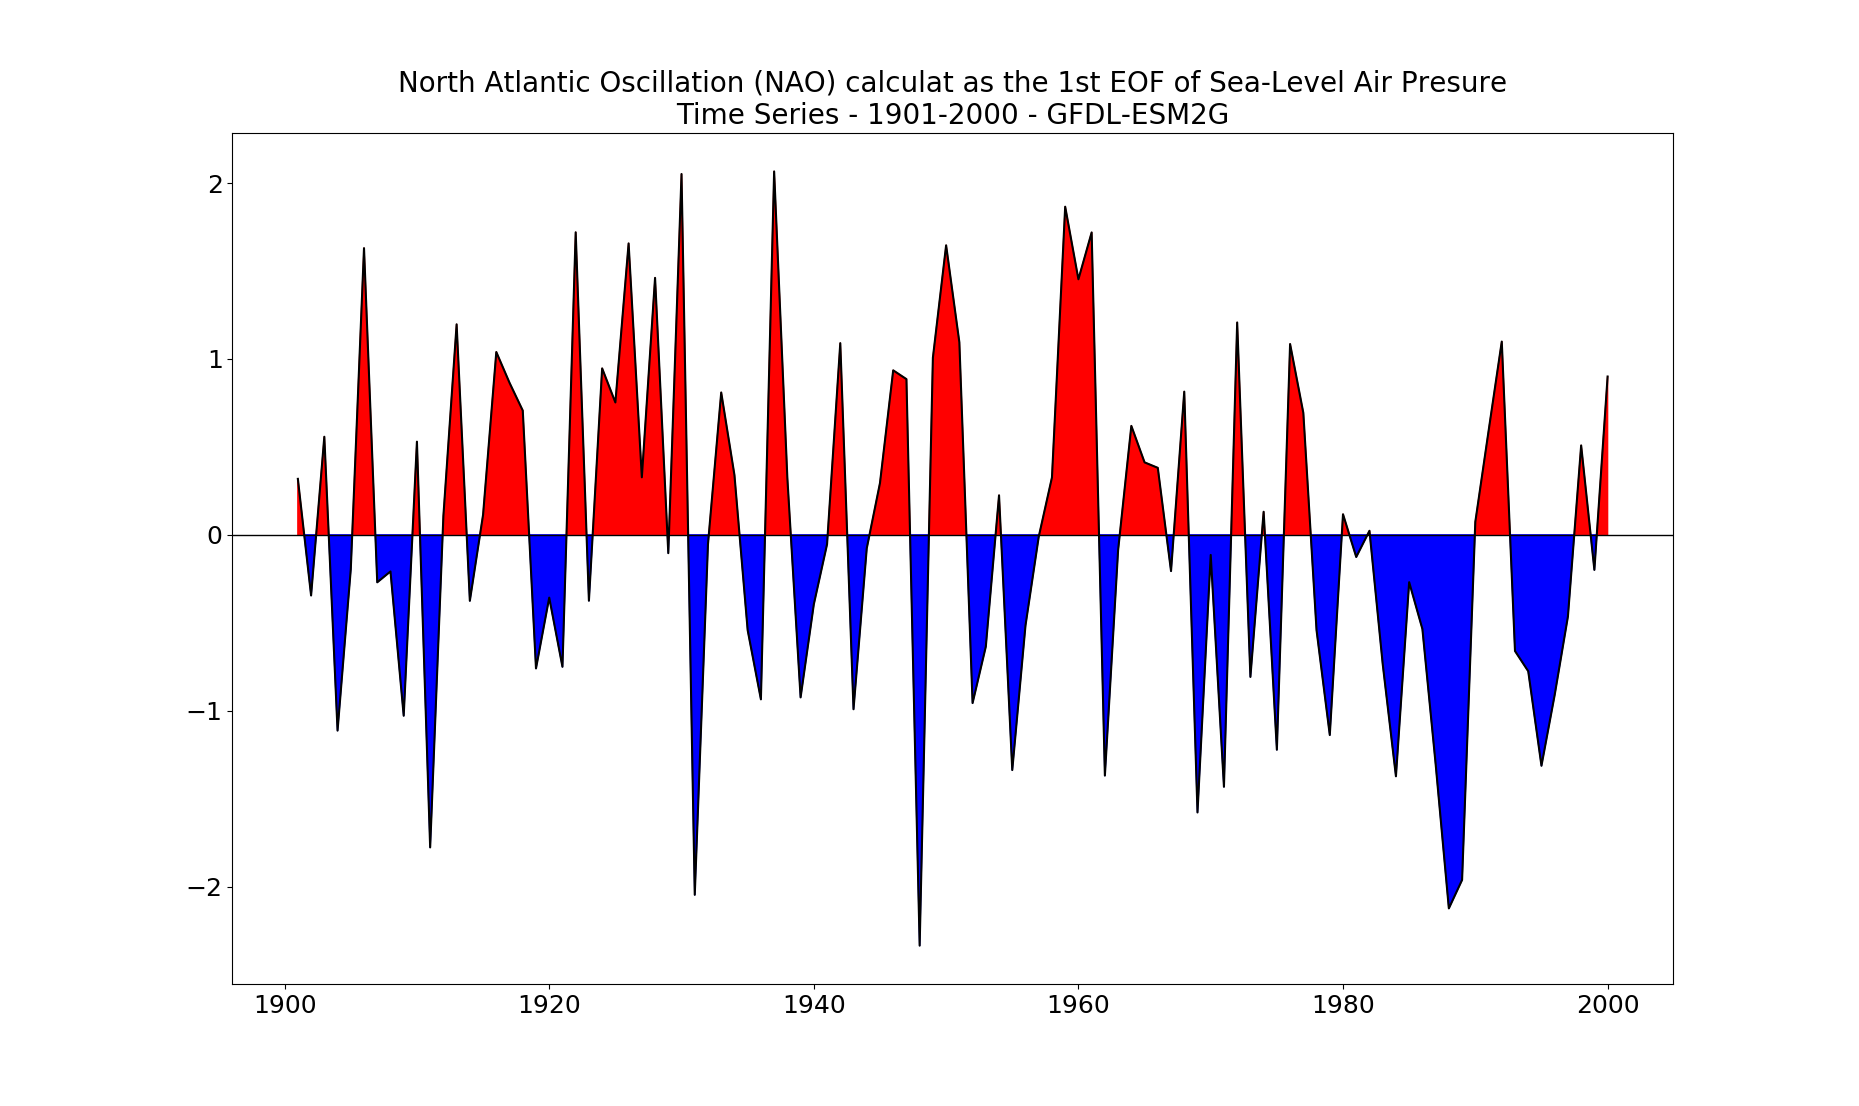 North Atlantic Oscillation (NAO) calculat as the 1st EOF of Sea-Level Air Presure
Time Series - 1901-2000 - GFDL-ESM2G
2
1
0
−1
−2
1900 1920 1940 1960 1980 2000